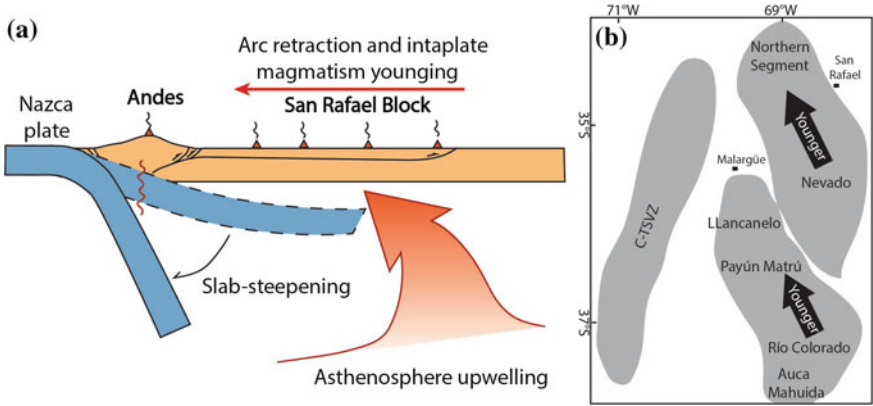 (a)
Arc retraction and intaplate
magmatism younging
Nazca
plate
Andes
San Rafael Block
Slab-steepening
Asthenosphere upwelling
(b)
71°W
69°W
35°S
37°S
Northern
Segment
San
Rafael
Younger
Nevado
Malargüe
C-TSVZ
LLancanelo
Payún Matrú
Younger
Río Colorado
Auca
Mahuida